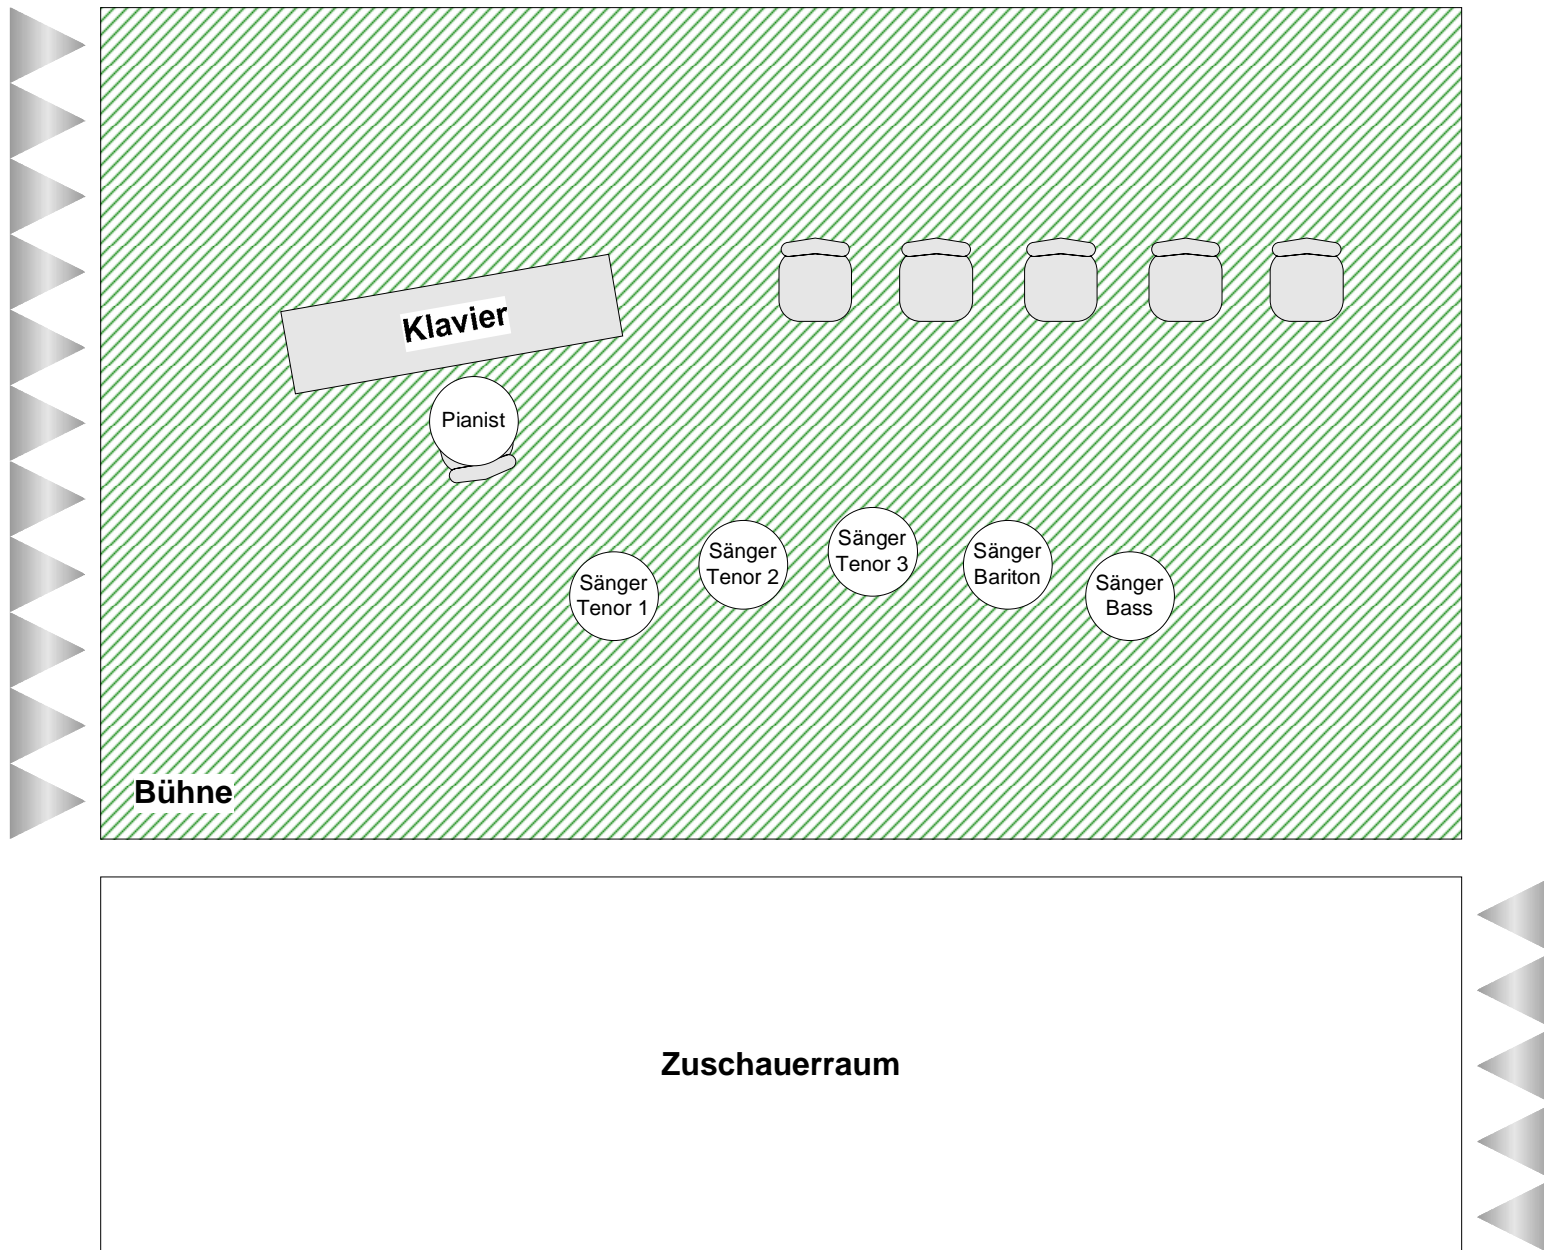 Klavier
Pianist
Sänger
Tenor 1
Sänger
Tenor 2
Sänger
Tenor 3
Sänger
Bariton
Sänger
Bass
Bühne
Zuschauerraum